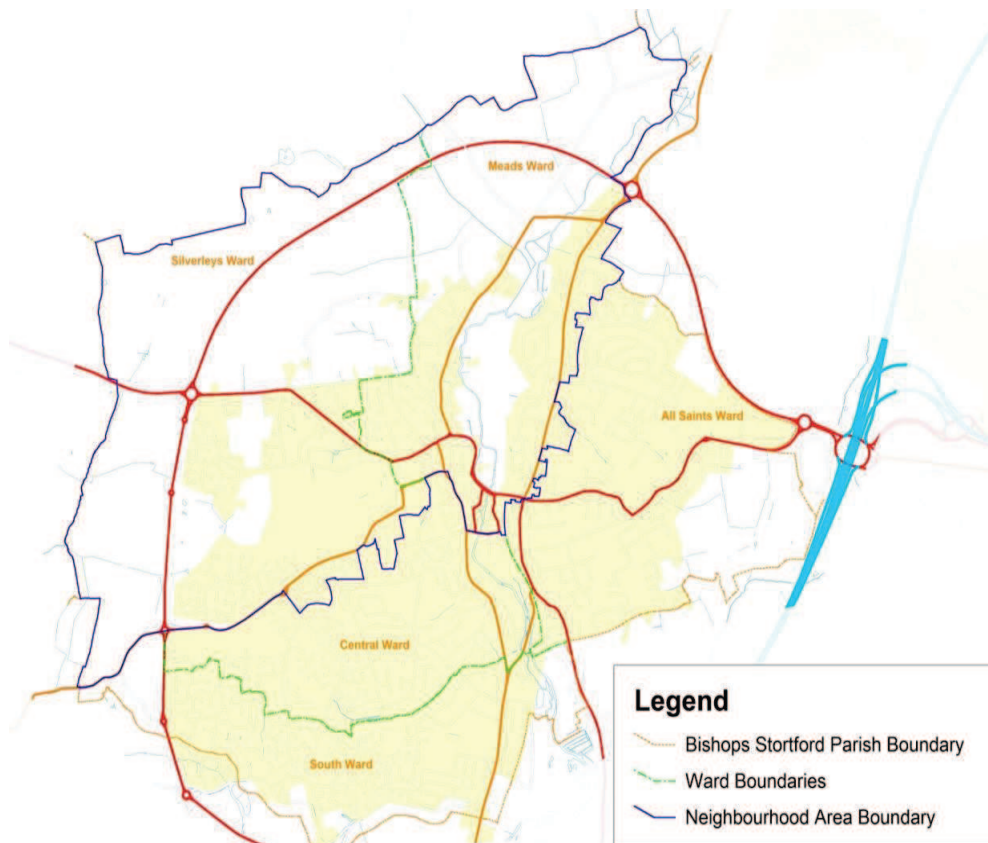 Meads Ward
Silverleys Ward
All Saints Ward
Central Ward
South Ward
Legend
Bishops Stortford Parish Boundary
Ward Boundaries
Neighbourhood Area Boundary